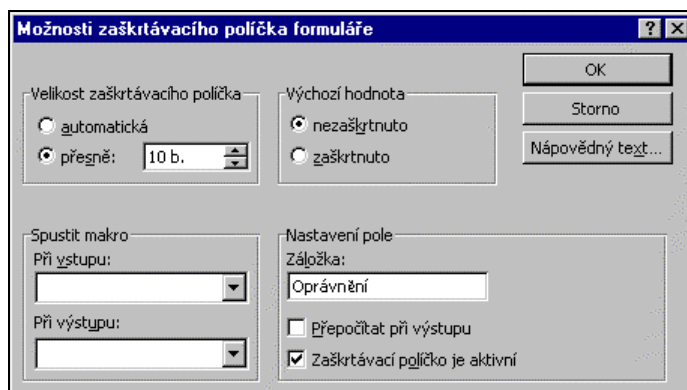 Možnosti zaškrtávacího políčka formuláře
Velikost zaškrtávacího políčka
automatická
přesně: 10 b.
Výchozí hodnota
nezaškrtnuto
zaškrtnuto
OK
Storno
Nápovědný text...
Spustit makro
Při vstupu:
Při výstupu:
Nastavení pole
Záložka:
Oprávnění
Přepočítat při výstupu
Zaškrtávací políčko je aktivní